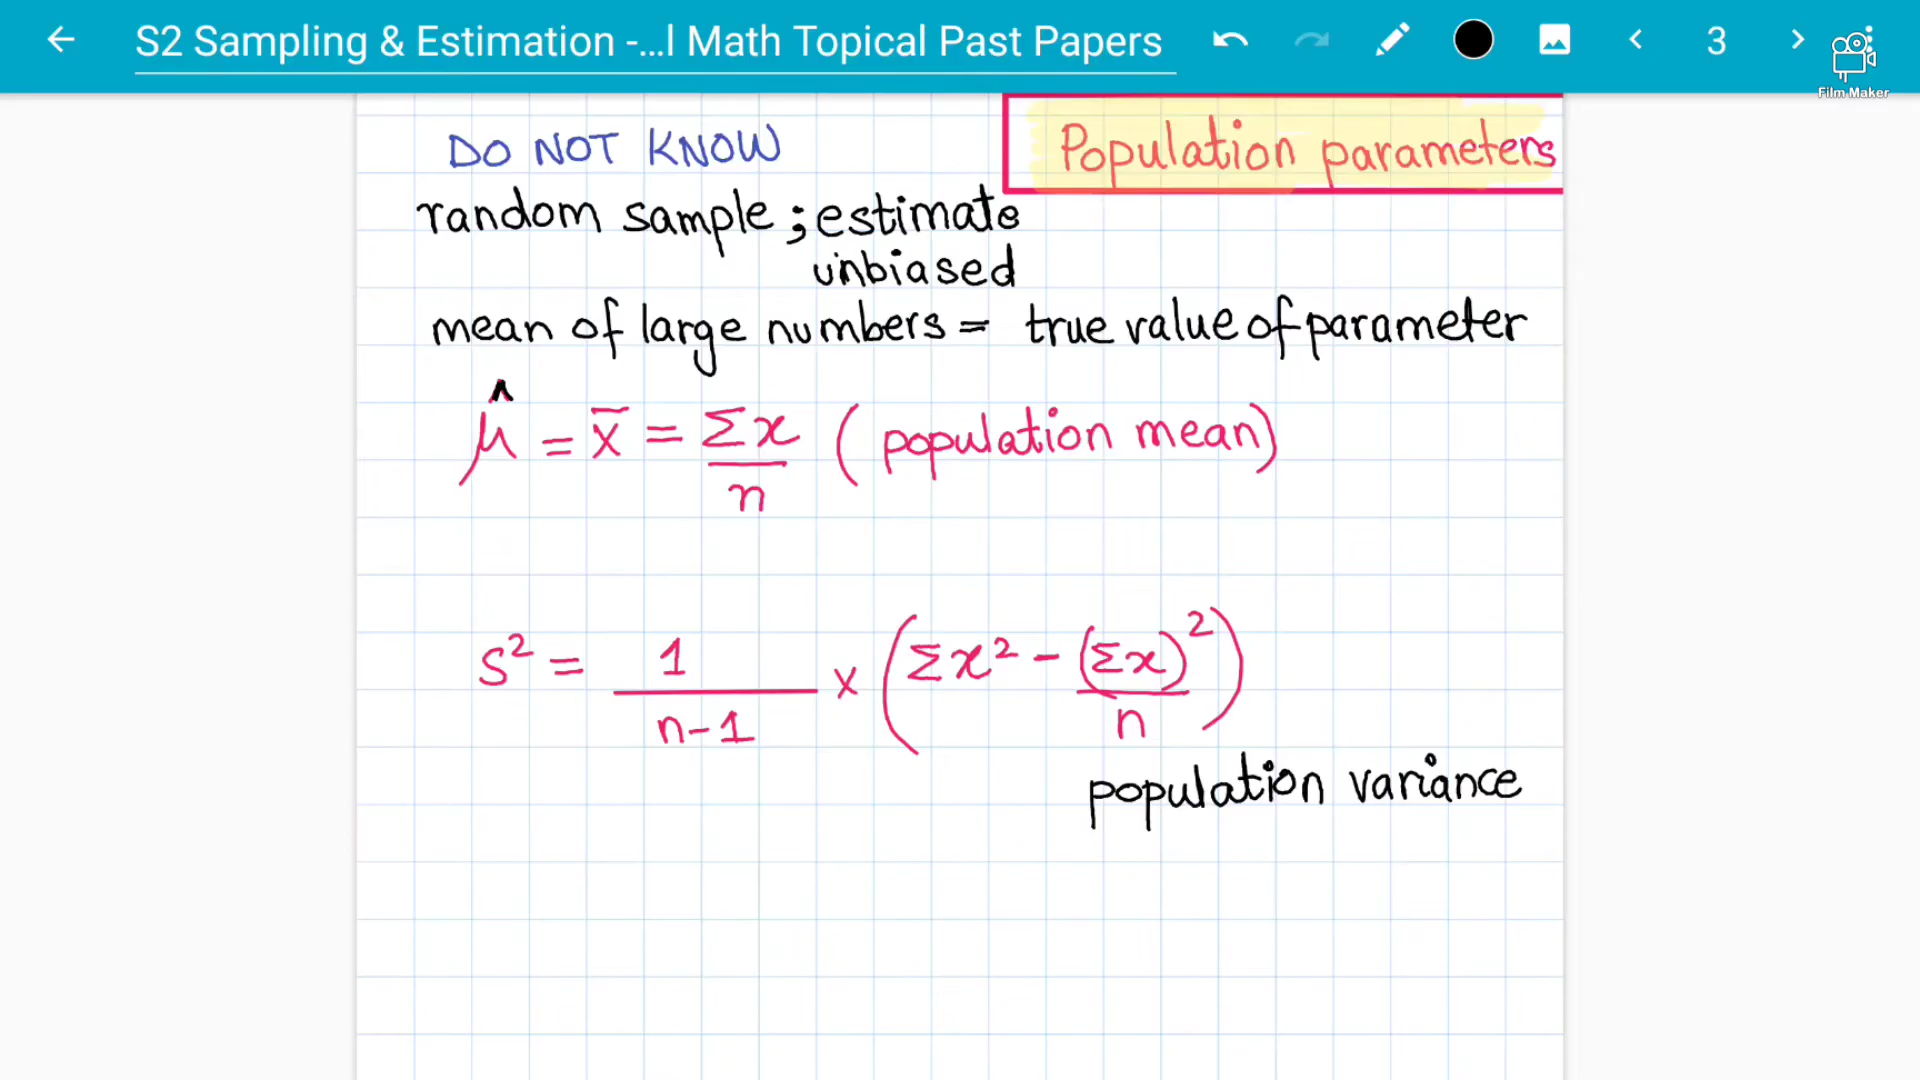 S2 Sampling & Estimation -...l Math Topical Past Papers
3
Film Maker
DO NOT KNOW
Population parameters
random sample ; estimate
unbiased
mean of large numbers = true value of parameter
μ̂ = x̄ = Σx/n (population mean)
s² = 1/(n-1) × (Σx² - (Σx)²/n)
population variance